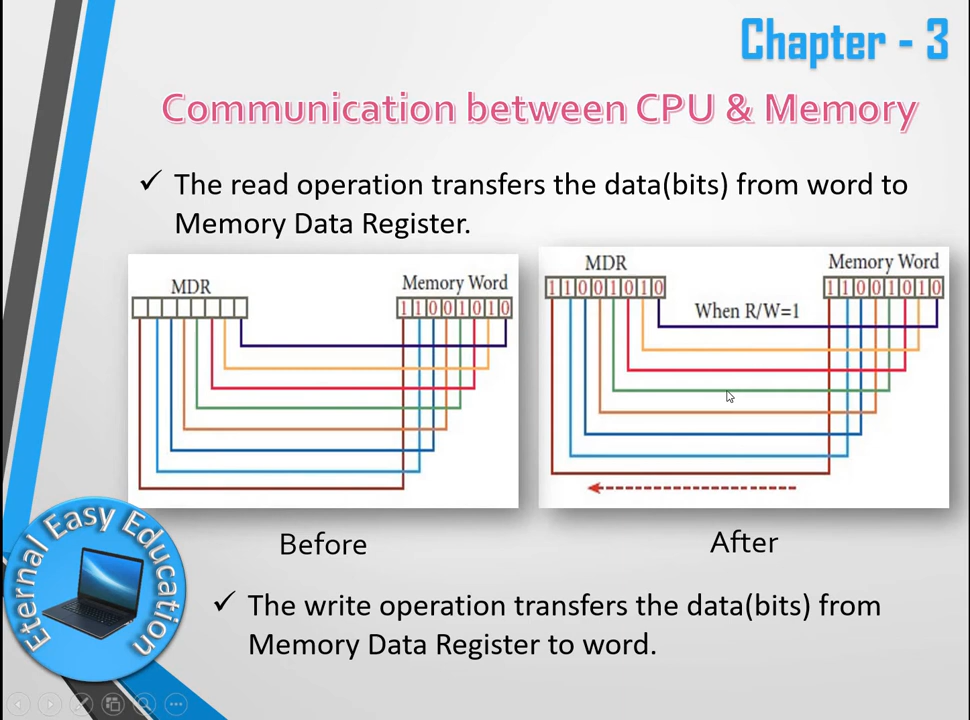 Chapter - 3
Communication between CPU & Memory
✓ The read operation transfers the data(bits) from word to
Memory Data Register.
MDR
Memory Word
11001010
MDR
Memory Word
11001010
11001010
When R/W=1
Before
After
✓ The write operation transfers the data(bits) from
Memory Data Register to word.
Eternal Easy Education